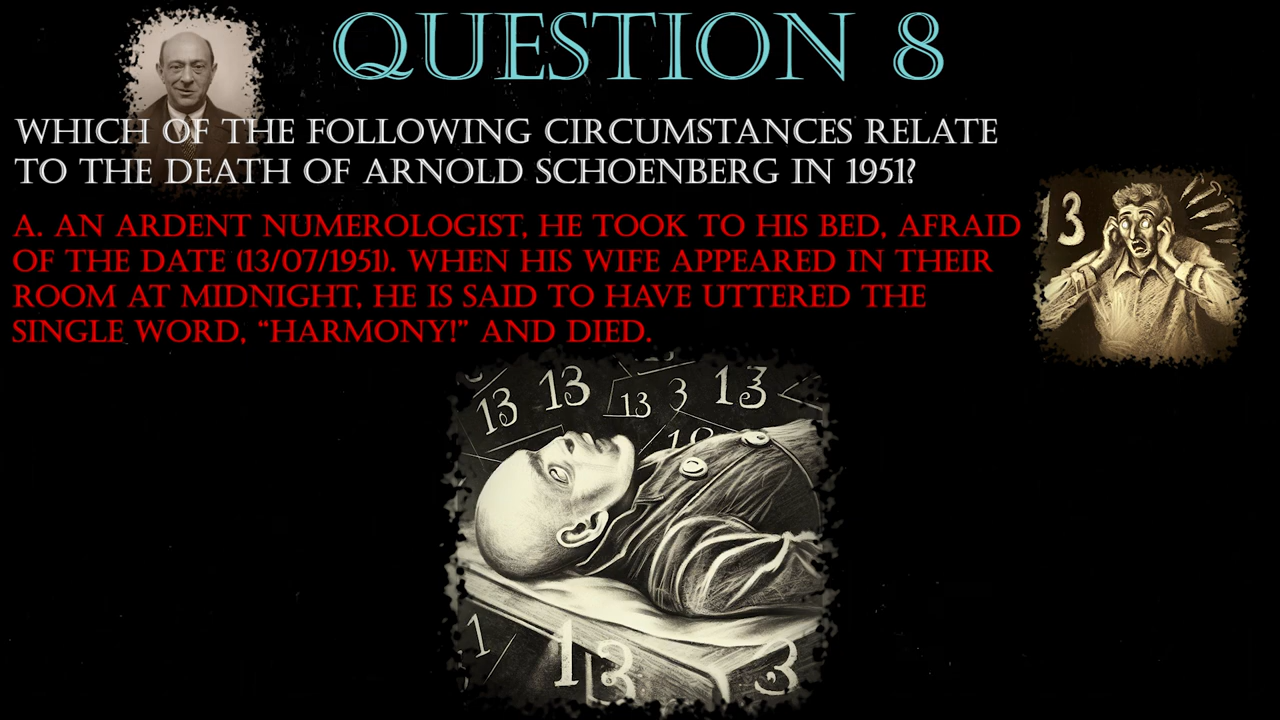 QUESTION 8
WHICH OF THE FOLLOWING CIRCUMSTANCES RELATE
TO THE DEATH OF ARNOLD SCHOENBERG IN 1951?
A. AN ARDENT NUMEROLOGIST, HE TOOK TO HIS BED, AFRAID
OF THE DATE (13/07/1951). WHEN HIS WIFE APPEARED IN THEIR
ROOM AT MIDNIGHT, HE IS SAID TO HAVE UTTERED THE
SINGLE WORD, “HARMONY!” AND DIED.
13
13 13 13 3 13
1 13 3